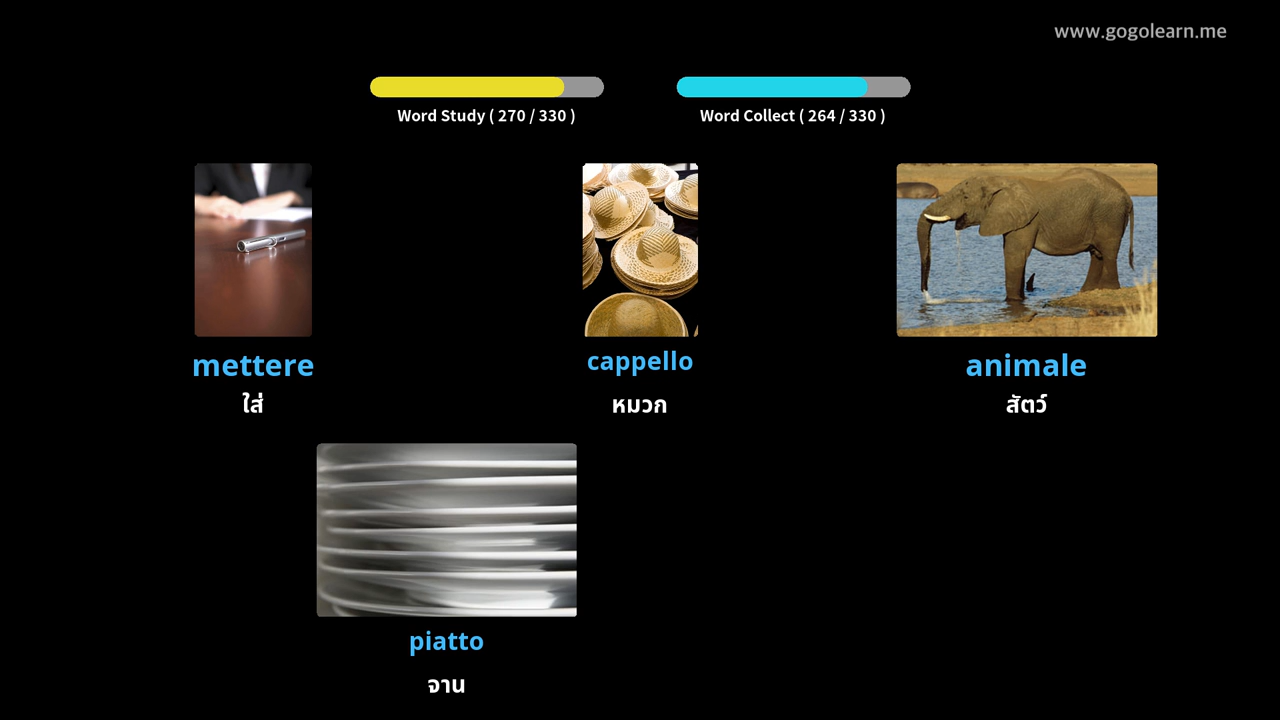 www.gogolearn.me
Word Study ( 270 / 330 )
Word Collect ( 264 / 330 )
mettere
ใส่
cappello
หมวก
animale
สัตว์
piatto
จาน